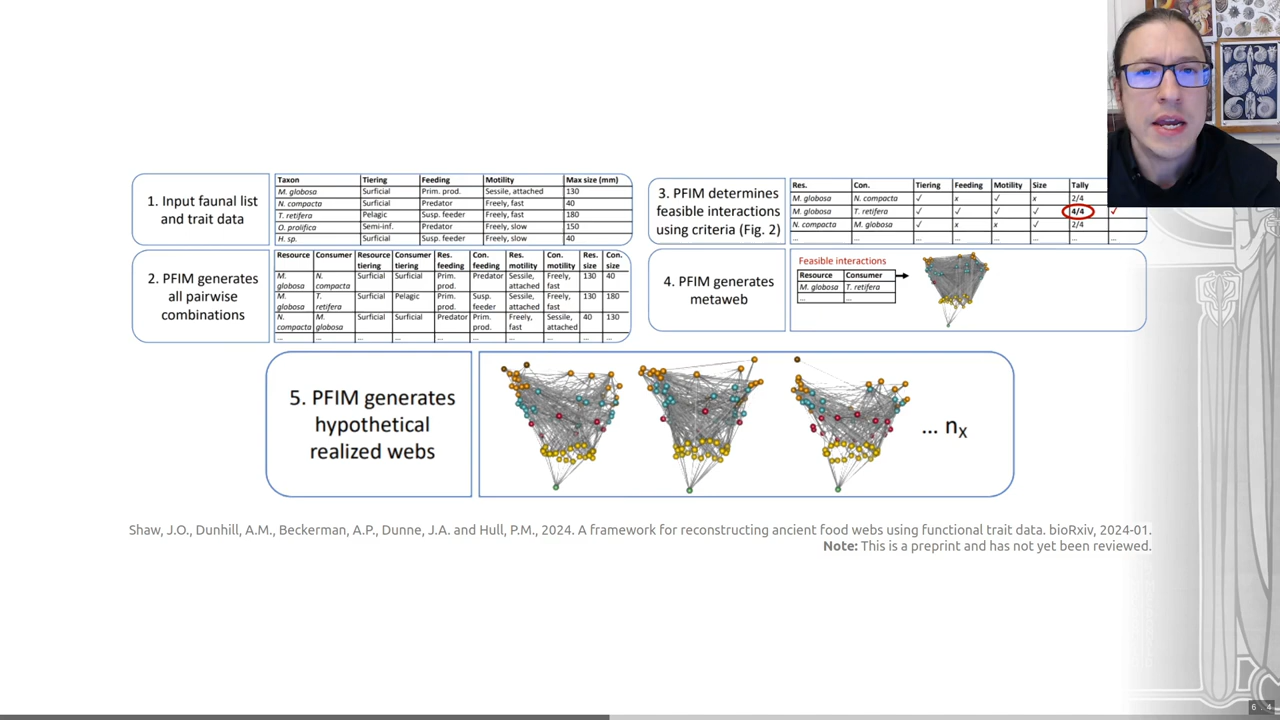 1. Input faunal list
and trait data
Taxon Tiering Feeding Motility Max size (mm)
M. globosa Surficial Prim. prod. Sessile, attached 130
N. compacta Surficial Predator Freely, fast 40
T. retifera Pelagic Susp. feeder Freely, fast 180
O. prolifica Semi-inf. Predator Freely, slow 150
H. sp. Surficial Susp. feeder Freely, slow 40
2. PFIM generates
all pairwise
combinations
Resource Consumer Resource Consumer Res. Con. Res. Con. Res. Con.
tiering tiering feeding feeding motility motility size size
M. N. Surficial Surficial Prim. Predator Sessile, Freely, 130 40
globosa compacta prod. attached fast
M. T. Surficial Pelagic Prim. Susp. Sessile, Freely, 130 180
globosa retifera prod. feeder attached fast
N. M. Surficial Surficial Predator Prim. Freely, Sessile, 40 130
compacta globosa prod. fast attached
... ... ... ... ... ... ... ... ... ...
3. PFIM determines
feasible interactions
using criteria (Fig. 2)
Res. Con. Tiering Feeding Motility Size Tally
M. globosa N. compacta ✓ x ✓ x 2/4
M. globosa T. retifera ✓ ✓ ✓ ✓ 4/4 ✓
N. compacta M. globosa ✓ x x ✓ 2/4
... ... ... ... ... ... ... ...
4. PFIM generates
metaweb
Feasible interactions
Resource Consumer
M. globosa T. retifera
... ...
5. PFIM generates
hypothetical
realized webs
... nX
Shaw, J.O., Dunhill, A.M., Beckerman, A.P., Dunne, J.A. and Hull, P.M., 2024. A framework for reconstructing ancient food webs using functional trait data. bioRxiv, 2024-01.
Note: This is a preprint and has not yet been reviewed.
6 . 4